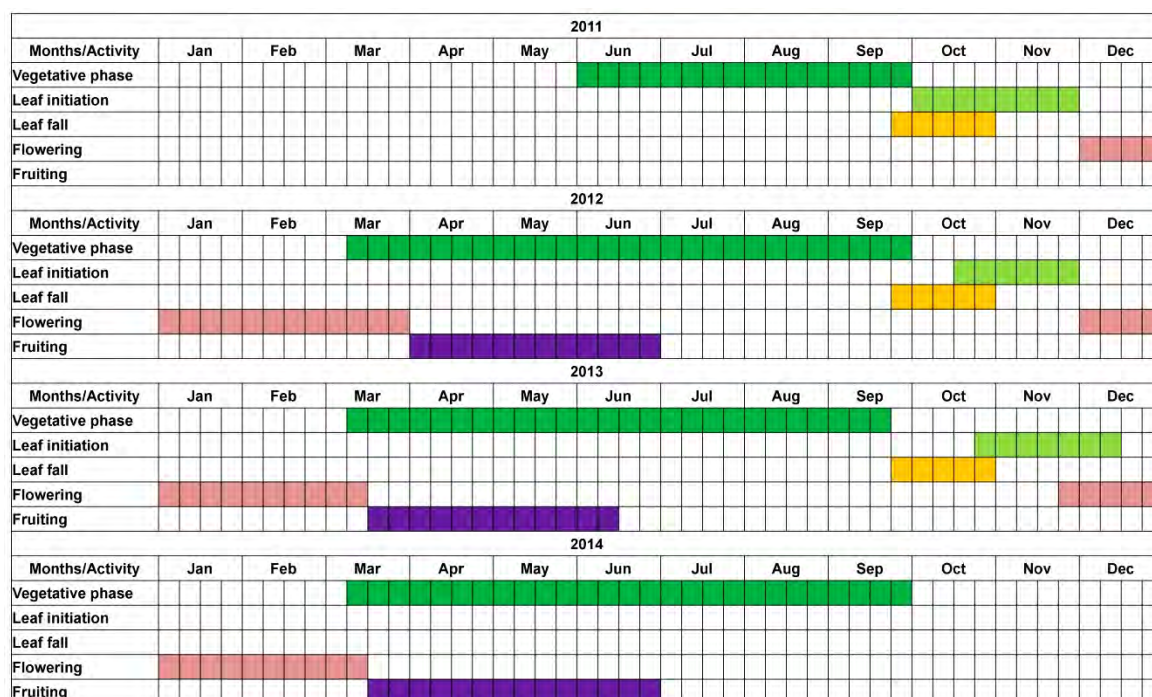 2011
Months/Activity Jan Feb Mar Apr May Jun Jul Aug Sep Oct Nov Dec
Vegetative phase
Leaf initiation
Leaf fall
Flowering
Fruiting
2012
Months/Activity Jan Feb Mar Apr May Jun Jul Aug Sep Oct Nov Dec
Vegetative phase
Leaf initiation
Leaf fall
Flowering
Fruiting
2013
Months/Activity Jan Feb Mar Apr May Jun Jul Aug Sep Oct Nov Dec
Vegetative phase
Leaf initiation
Leaf fall
Flowering
Fruiting
2014
Months/Activity Jan Feb Mar Apr May Jun Jul Aug Sep Oct Nov Dec
Vegetative phase
Leaf initiation
Leaf fall
Flowering
Fruiting